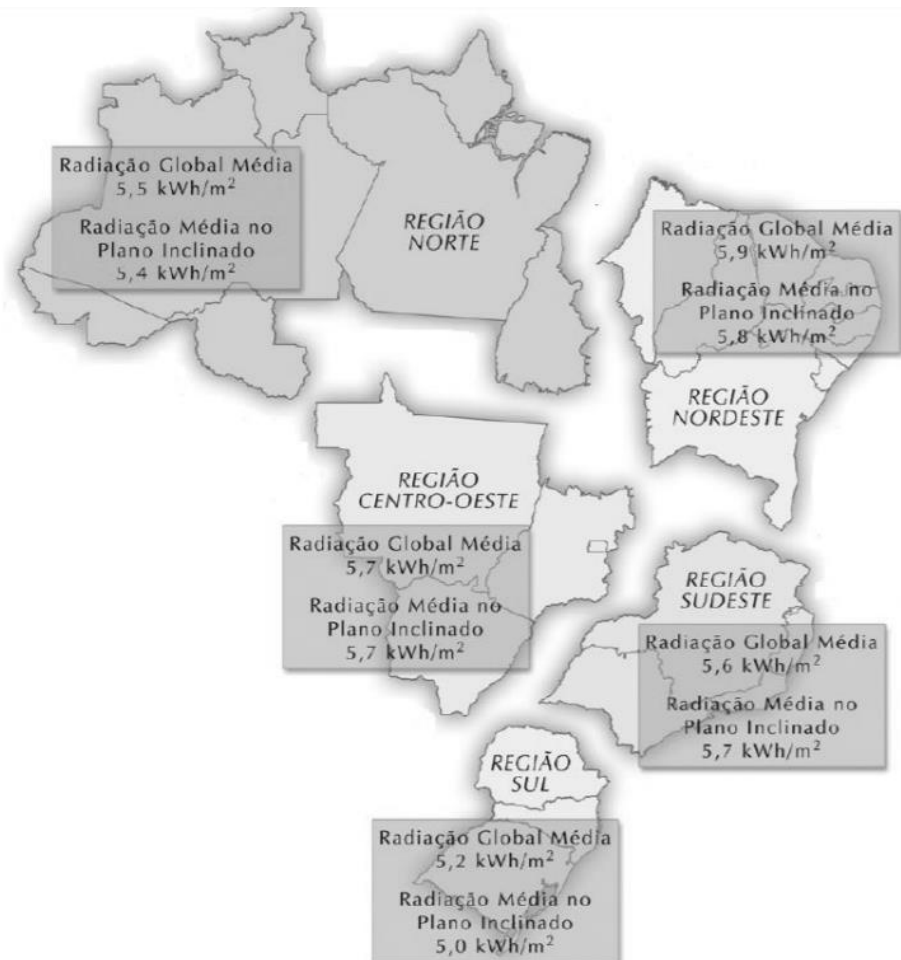 Radiação Global Média
5,5 kWh/m²
Radiação Média no
Plano Inclinado
5,4 kWh/m²
REGIÃO
NORTE
Radiação Global Média
5,9 kWh/m²
Radiação Média no
Plano Inclinado
5,8 kWh/m²
REGIÃO
NORDESTE
REGIÃO
CENTRO-OESTE
Radiação Global Média
5,7 kWh/m²
Radiação Média no
Plano Inclinado
5,7 kWh/m²
REGIÃO
SUDESTE
Radiação Global Média
5,6 kWh/m²
Radiação Média no
Plano Inclinado
5,7 kWh/m²
REGIÃO
SUL
Radiação Global Média
5,2 kWh/m²
Radiação Média no
Plano Inclinado
5,0 kWh/m²